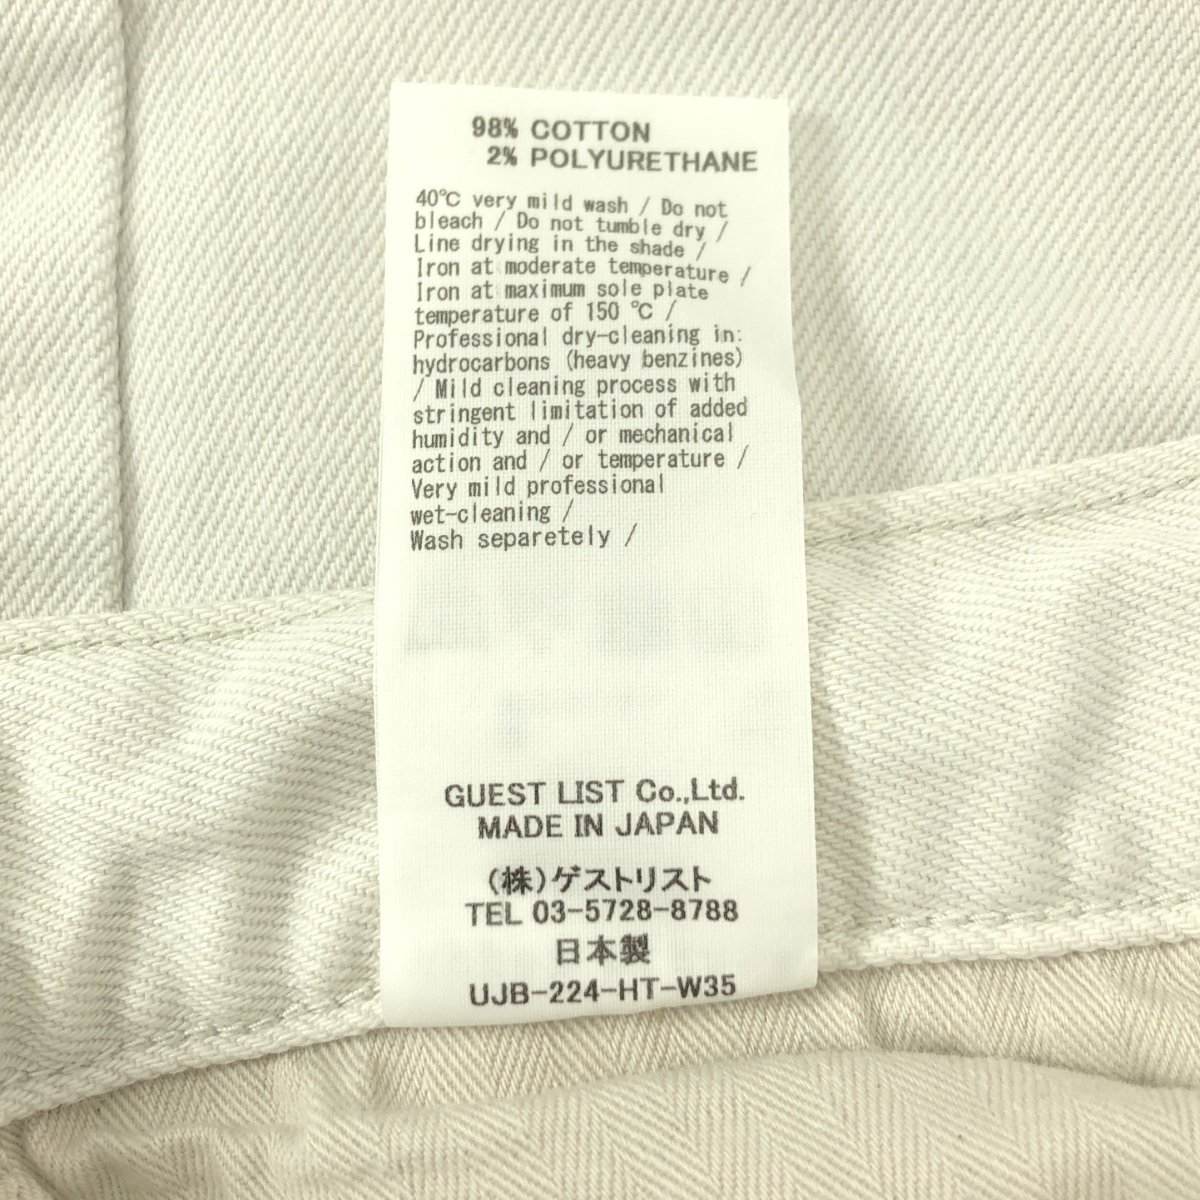 98% COTTON
2% POLYURETHANE
40℃ very mild wash / Do not
bleach / Do not tumble dry /
Line drying in the shade /
Iron at moderate temperature /
Iron at maximum sole plate
temperature of 150 ℃ /
Professional dry-cleaning in:
hydrocarbons (heavy benzines)
/ Mild cleaning process with
stringent limitation of added
humidity and / or mechanical
action and / or temperature /
Very mild professional
wet-cleaning /
Wash separetely /
GUEST LIST Co.,Ltd.
MADE IN JAPAN
(株)ゲストリスト
TEL 03-5728-8788
日本製
UJB-224-HT-W35